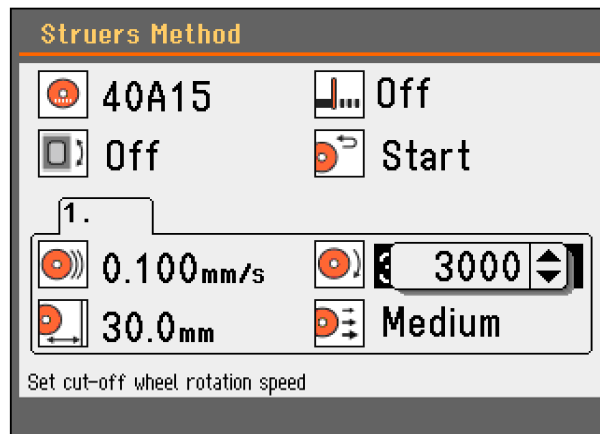 Struers Method
40A15 Off
Off Start
1.
0.100mm/s 3000
30.0mm Medium
Set cut-off wheel rotation speed